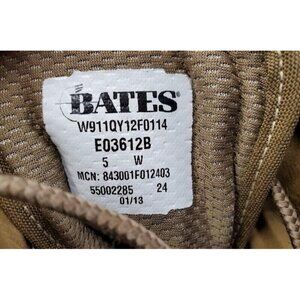 BATES
W911QY12F0114
E03612B
5 W
MCN: 843001F012403
55002285 24
01/13